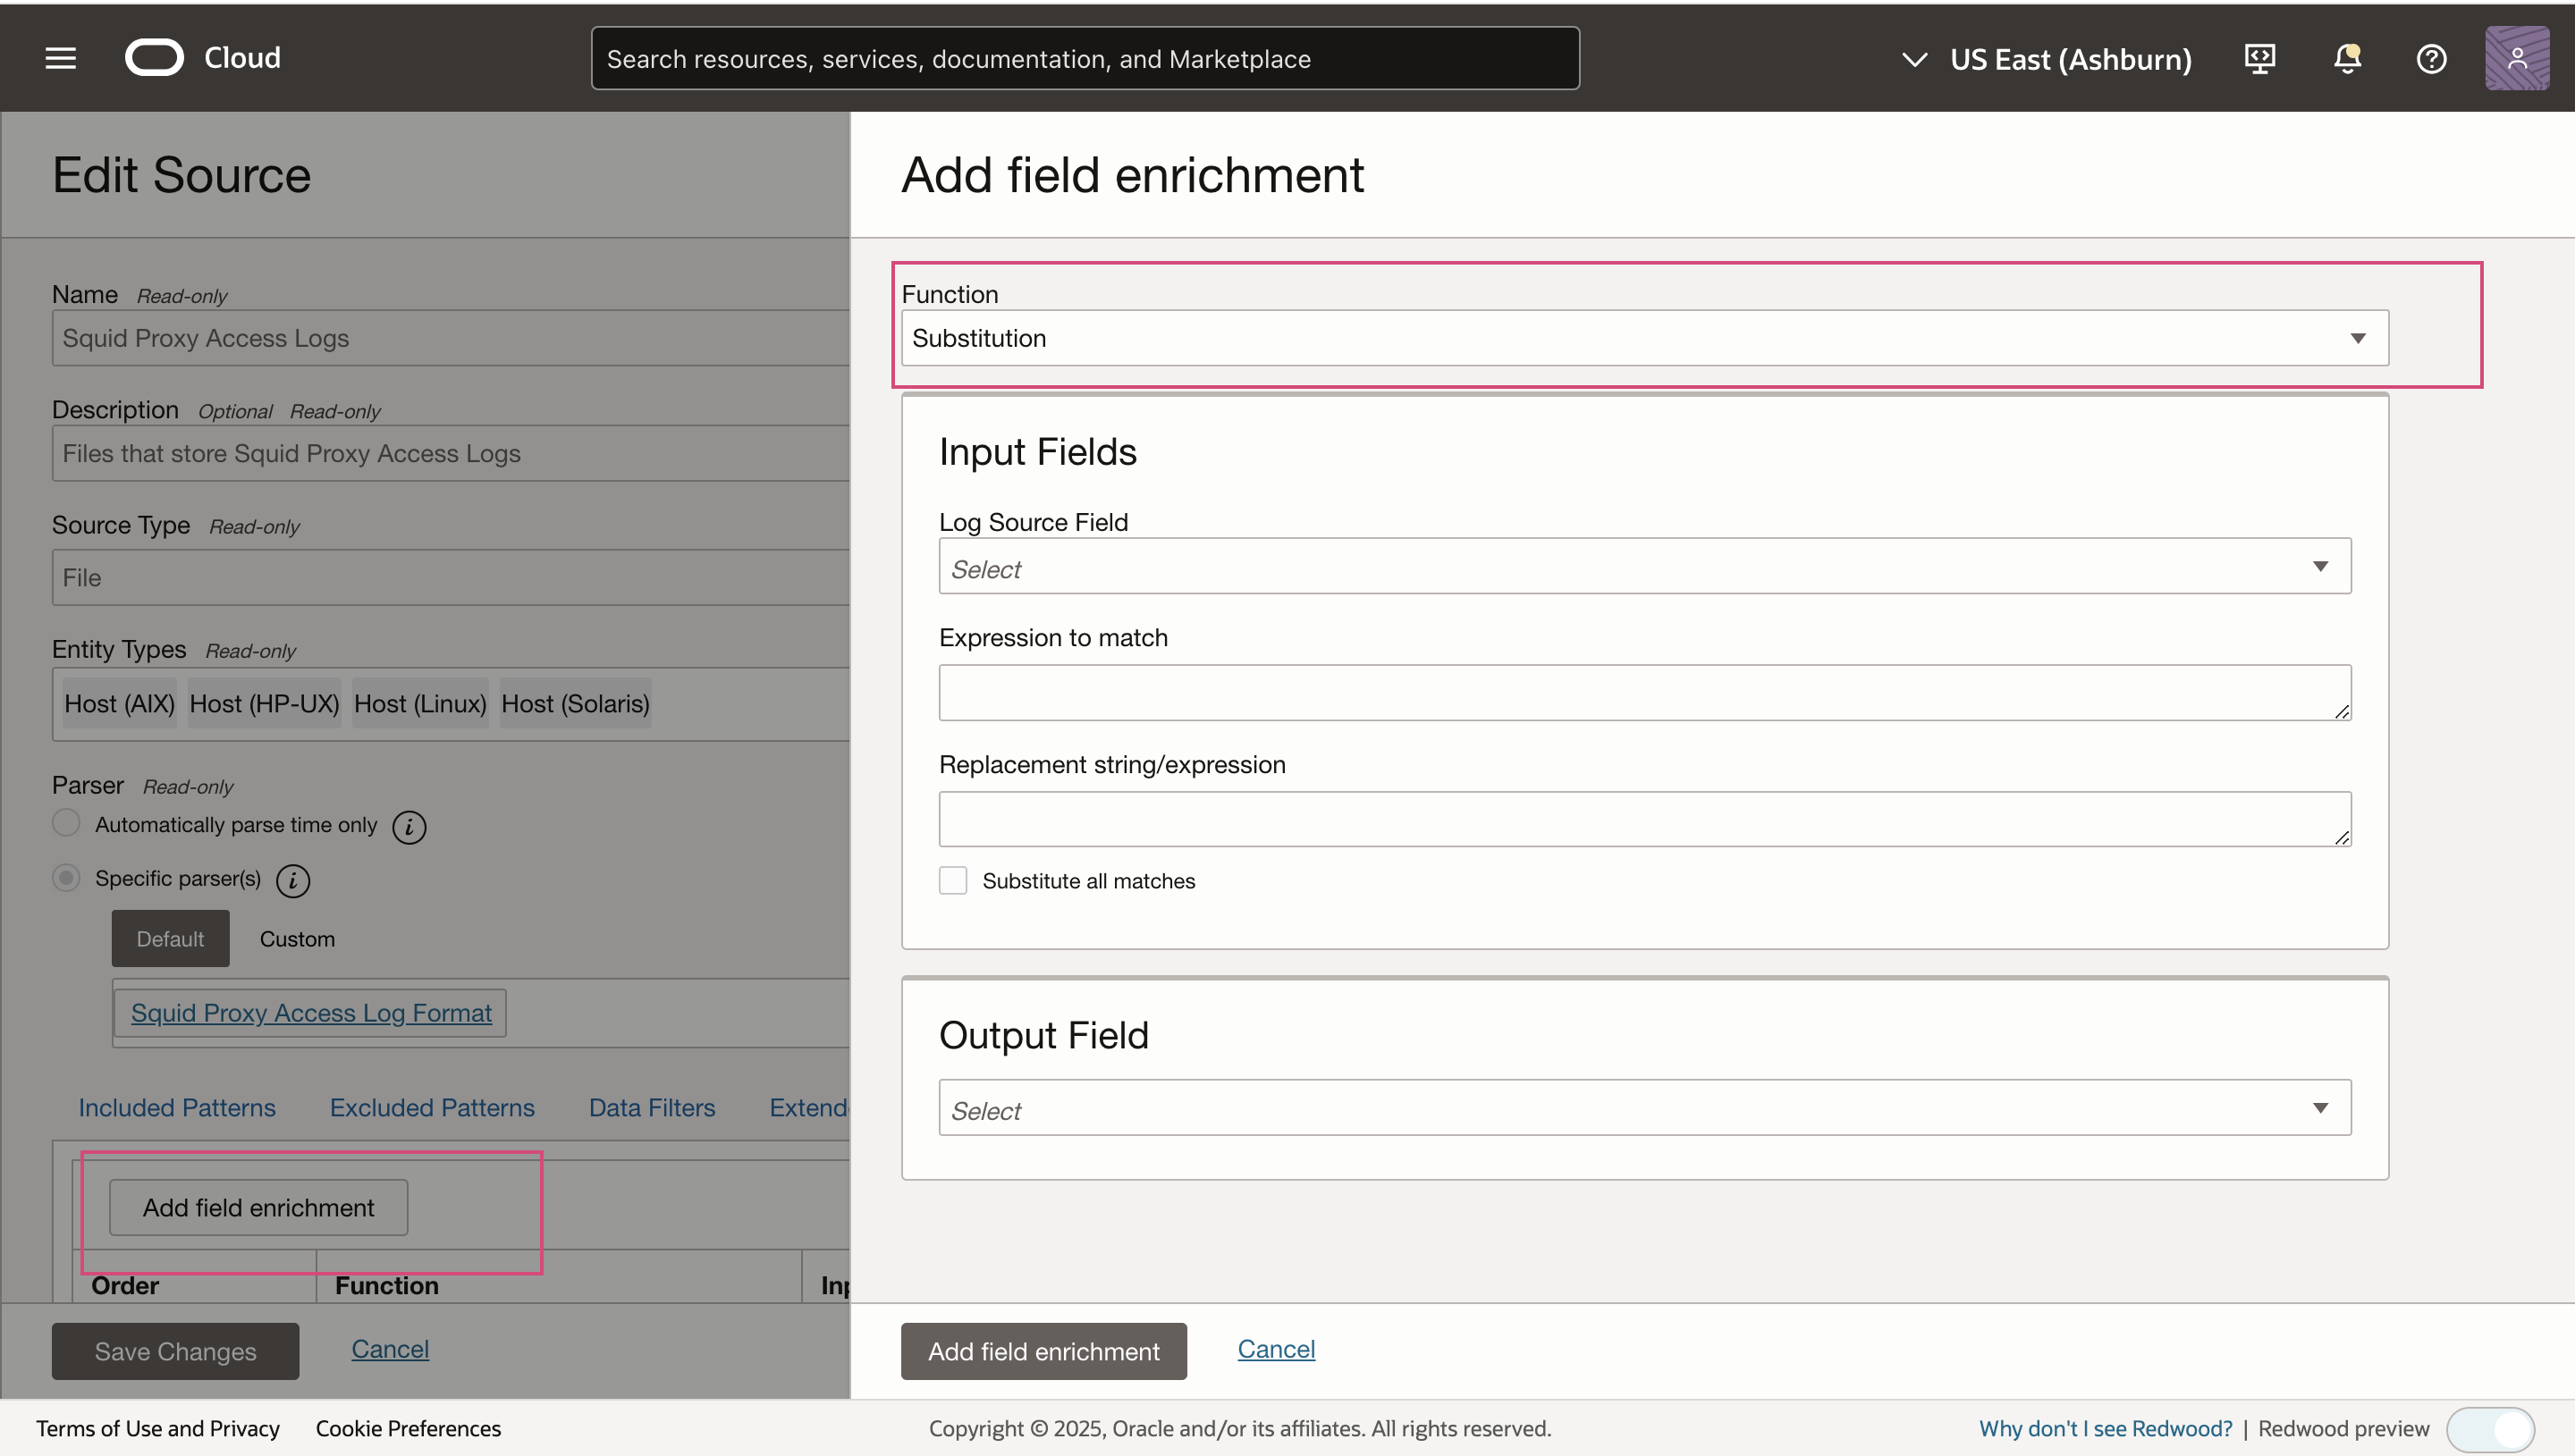 Cloud
Search resources, services, documentation, and Marketplace
US East (Ashburn)
Edit Source
Name Read-only
Squid Proxy Access Logs
Description Optional Read-only
Files that store Squid Proxy Access Logs
Source Type Read-only
File
Entity Types Read-only
Host (AIX) Host (HP-UX) Host (Linux) Host (Solaris)
Parser Read-only
Automatically parse time only
Specific parser(s)
Default Custom
Squid Proxy Access Log Format
Included Patterns Excluded Patterns Data Filters Extend
Add field enrichment
Order Function Inp
Save Changes Cancel
Add field enrichment
Function
Substitution
Input Fields
Log Source Field
Select
Expression to match
Replacement string/expression
Substitute all matches
Output Field
Select
Add field enrichment Cancel
Terms of Use and Privacy Cookie Preferences
Copyright © 2025, Oracle and/or its affiliates. All rights reserved.
Why don't I see Redwood? | Redwood preview